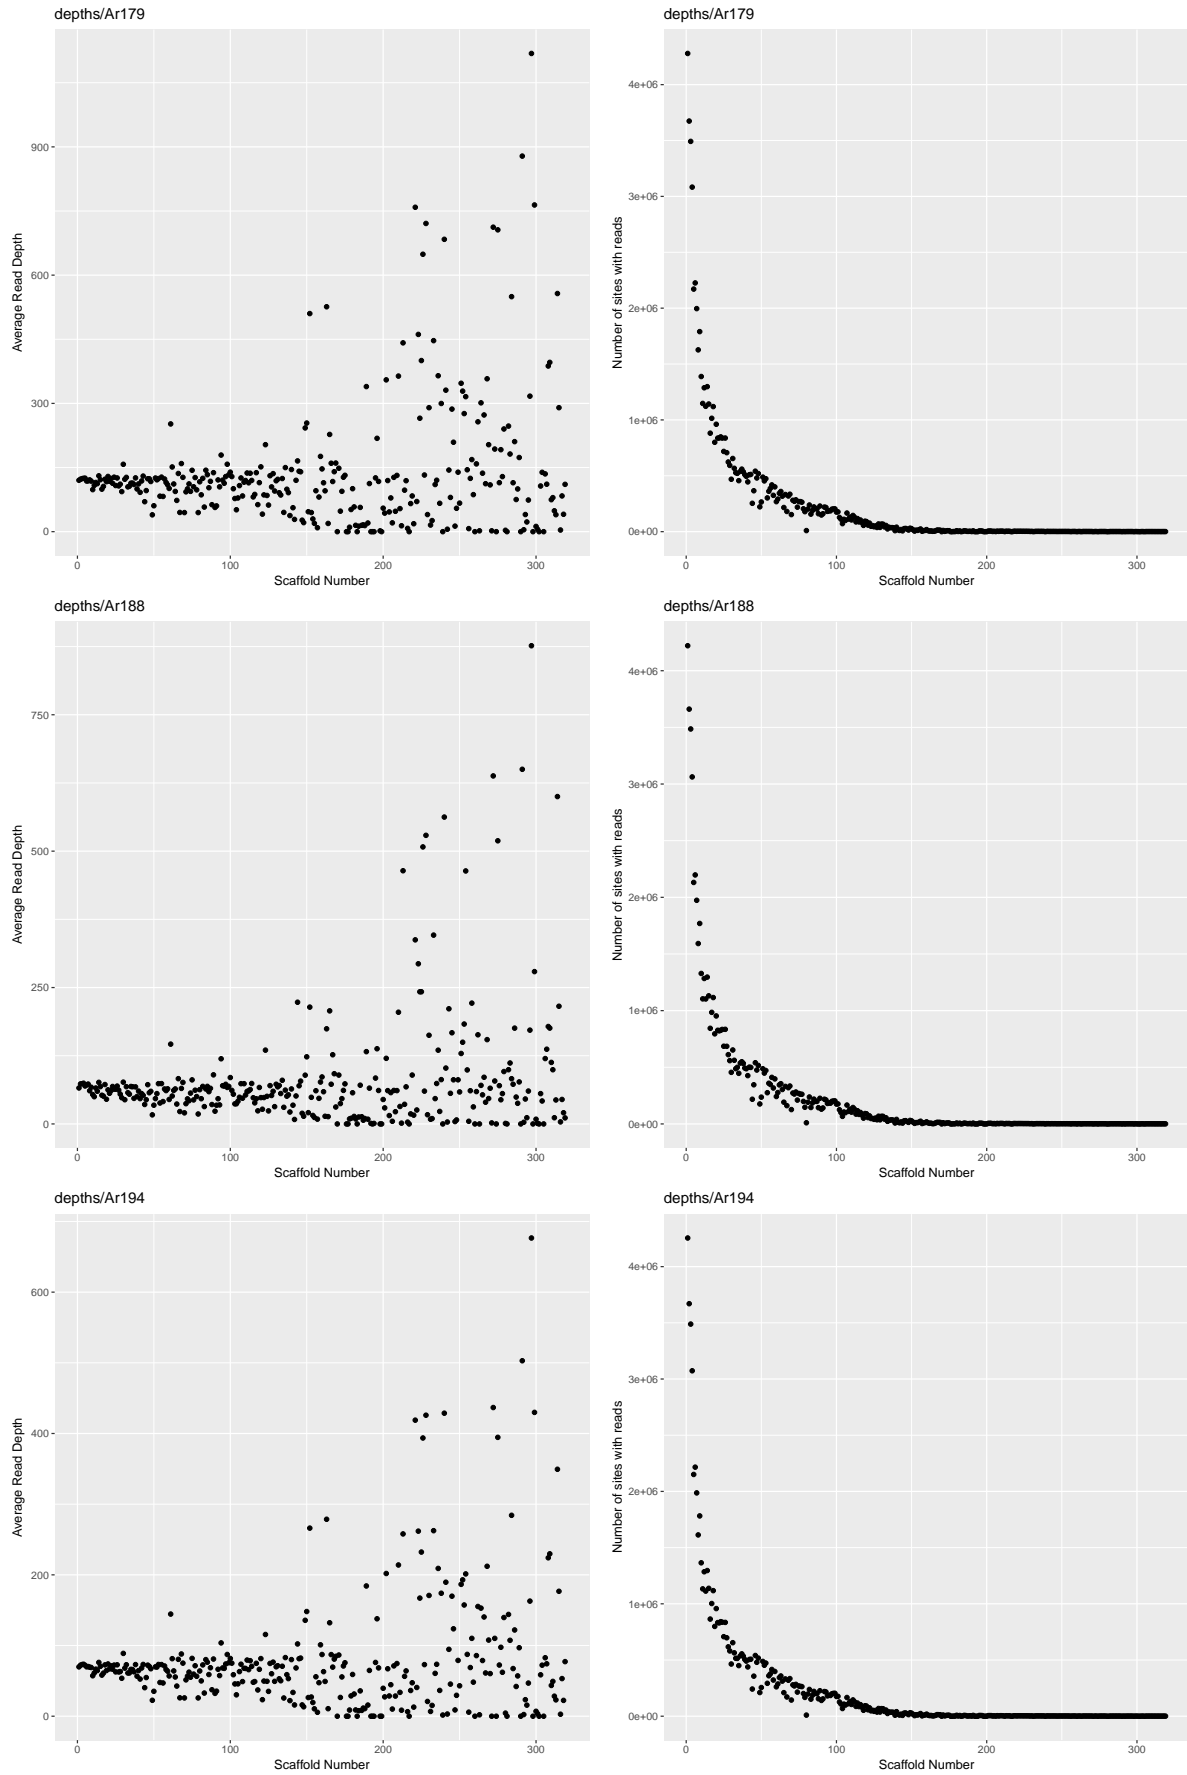 depths/Ar179
depths/Ar179
Average Read Depth
900
600
300
0
0
100
200
300
Scaffold Number
Number of sites with reads
4e+06
3e+06
2e+06
1e+06
0e+00
0
100
200
300
Scaffold Number
depths/Ar188
depths/Ar188
Average Read Depth
750
500
250
0
0
100
200
300
Scaffold Number
Number of sites with reads
4e+06
3e+06
2e+06
1e+06
0e+00
0
100
200
300
Scaffold Number
depths/Ar194
depths/Ar194
Average Read Depth
600
400
200
0
0
100
200
300
Scaffold Number
Number of sites with reads
4e+06
3e+06
2e+06
1e+06
0e+00
0
100
200
300
Scaffold Number